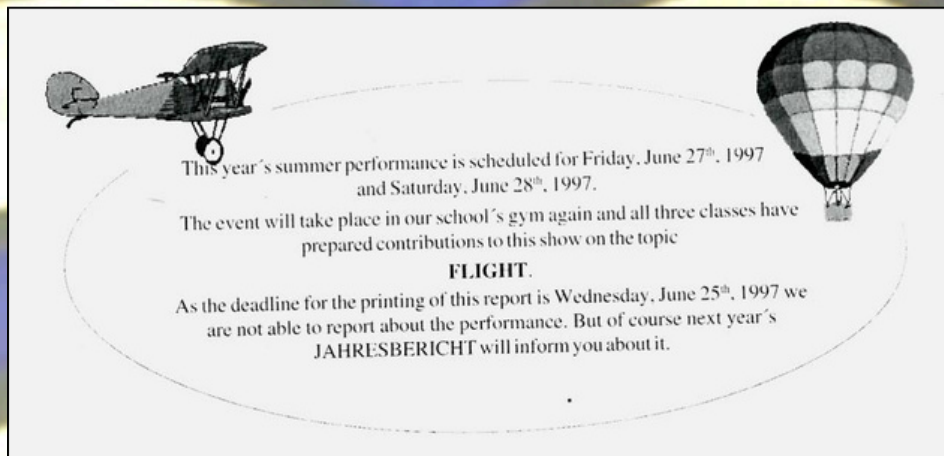 This year´s summer performance is scheduled for Friday, June 27th, 1997
and Saturday, June 28th, 1997.
The event will take place in our school´s gym again and all three classes have
prepared contributions to this show on the topic
FLIGHT.
As the deadline for the printing of this report is Wednesday, June 25th, 1997 we
are not able to report about the performance. But of course next year´s
JAHRESBERICHT will inform you about it.